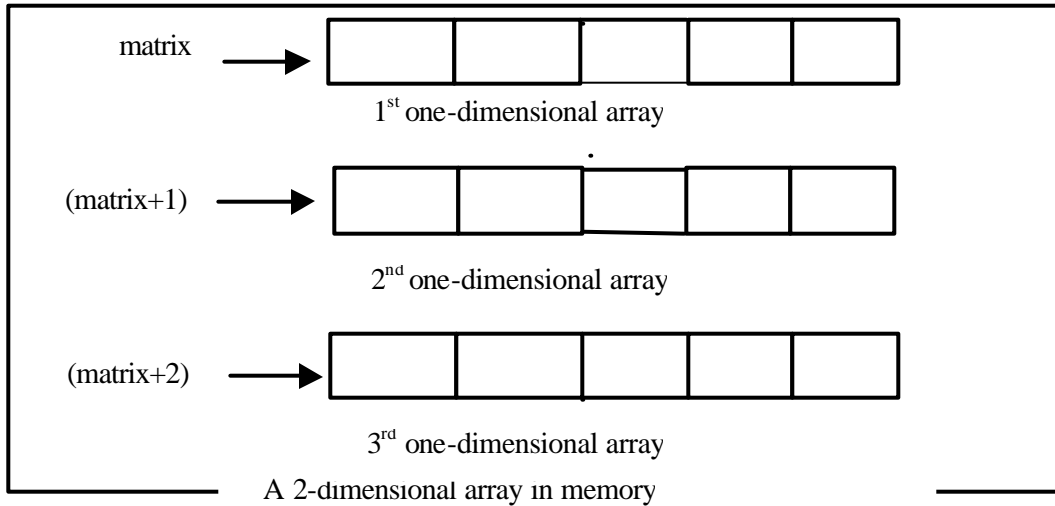 matrix
1st one-dimensional array
(matrix+1)
2nd one-dimensional array
(matrix+2)
3rd one-dimensional array
A 2-dimensional array in memory